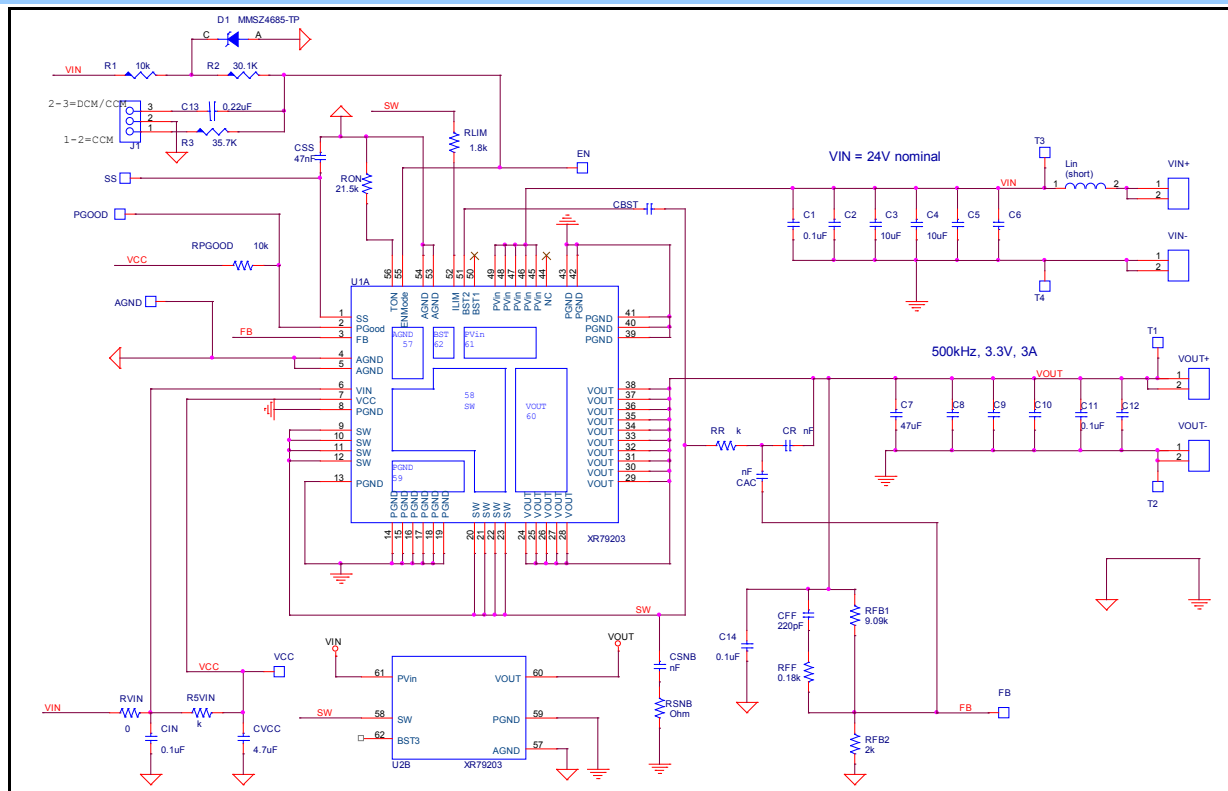 D1 MMSZ4685-TP
C A
VIN R1 10k R2 30.1K
2-3=DCM/CCM
3
2
1
C13 0.22uF
1-2=CCM
J1
R3
35.7K
SW
RLIM
1.8k
CSS
47nF
RON
21.5k
EN
SS
PGOOD
RPGOOD 10k
VCC
AGND
FB
CBST
VIN = 24V nominal
T3
Lin
(short)
VIN+
VIN
1 2
1
2
C1
0.1uF
C2
C3
10uF
C4
10uF
C5
C6
VIN-
1
2
T4
56 55 54 53 52 51 50 49 48 47 46 45 44 43 42
U1A
TON ENMode AGND AGND ILIM BST2 BST1 PVin PVin PVin PVin PVin NC PGND PGND
1 SS
2 PGood
3 FB
4 AGND
5 AGND
6 VIN
7 VCC
8 PGND
9 SW
10 SW
11 SW
12 SW
13 PGND
AGND
57
BST
62
PVin
61
58
SW
VOUT
60
PGND
59
PGND 41
PGND 40
PGND 39
VOUT 38
VOUT 37
VOUT 36
VOUT 35
VOUT 34
VOUT 33
VOUT 32
VOUT 31
VOUT 30
VOUT 29
PGND PGND PGND PGND PGND PGND SW SW SW SW VOUT VOUT VOUT VOUT VOUT
14 15 16 17 18 19 20 21 22 23 24 25 26 27 28
XR79203
500kHz, 3.3V, 3A
T1
VOUT+
VOUT
1
2
C7
47uF
C8
C9
C10
C11
0.1uF
C12
VOUT-
1
2
T2
RR k
CR nF
nF
CAC
SW
VIN
VOUT
61 PVin
VOUT 60
SW 58 SW
PGND 59
62 BST3
AGND 57
U2B
XR79203
CSNB
nF
RSNB
Ohm
C14
0.1uF
CFF
220pF
RFF
0.18k
RFB1
9.09k
FB
FB
RFB2
2k
VCC
VCC
VIN
RVIN
0
R5VIN
k
CIN
0.1uF
CVCC
4.7uF